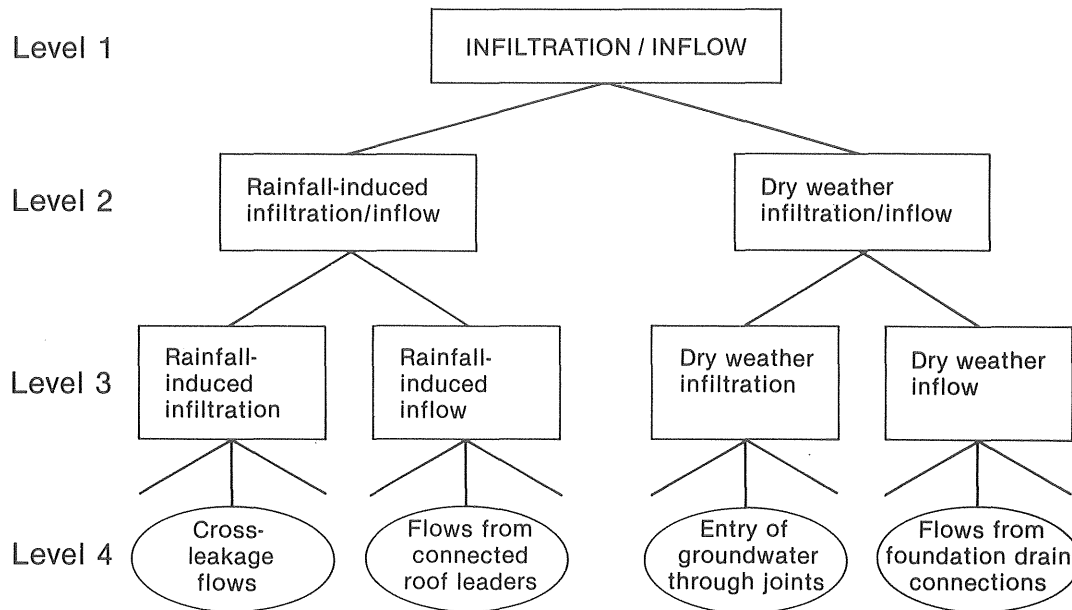 Level 1
INFILTRATION / INFLOW
Level 2
Rainfall-induced
infiltration/inflow
Dry weather
infiltration/inflow
Level 3
Rainfall-
induced
infiltration
Rainfall-
induced
inflow
Dry weather
infiltration
Dry weather
inflow
Level 4
Cross-
leakage
flows
Flows from
connected
roof leaders
Entry of
groundwater
through joints
Flows from
foundation drain
connections